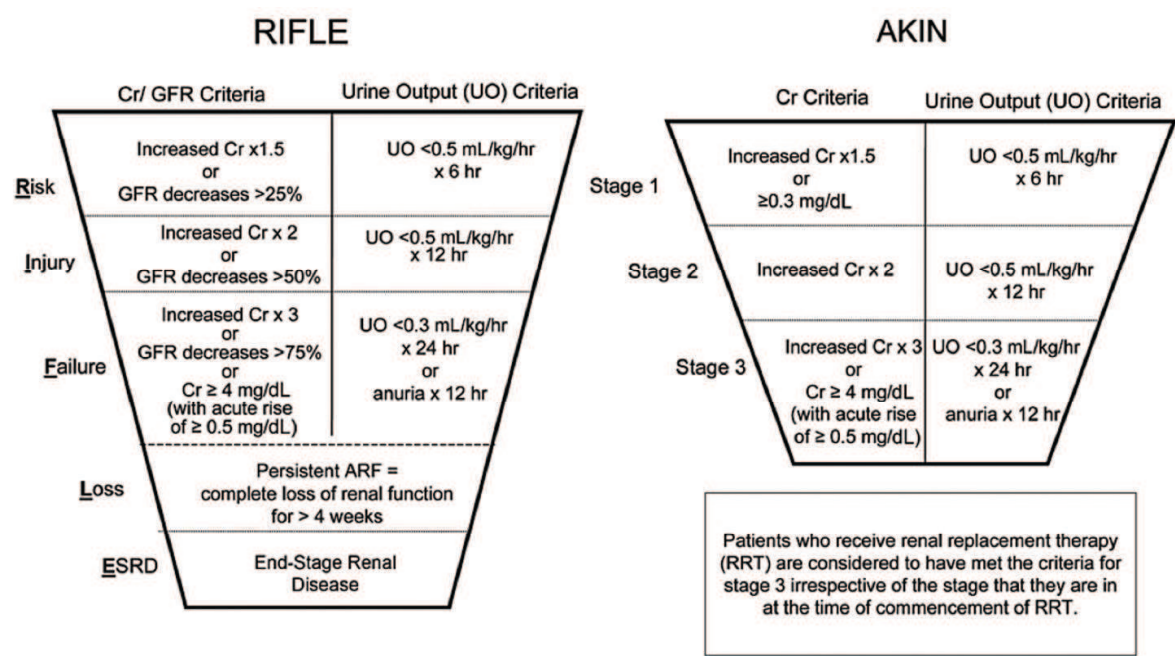 RIFLE
Cr/ GFR Criteria
Urine Output (UO) Criteria
Risk
Increased Cr x1.5
or
GFR decreases >25%
UO <0.5 mL/kg/hr
x 6 hr
Injury
Increased Cr x 2
or
GFR decreases >50%
UO <0.5 mL/kg/hr
x 12 hr
Failure
Increased Cr x 3
or
GFR decreases >75%
or
Cr ≥ 4 mg/dL
(with acute rise
of ≥ 0.5 mg/dL)
UO <0.3 mL/kg/hr
x 24 hr
or
anuria x 12 hr
Loss
Persistent ARF =
complete loss of renal function
for > 4 weeks
ESRD
End-Stage Renal
Disease
AKIN
Cr Criteria
Urine Output (UO) Criteria
Stage 1
Increased Cr x1.5
or
≥0.3 mg/dL
UO <0.5 mL/kg/hr
x 6 hr
Stage 2
Increased Cr x 2
UO <0.5 mL/kg/hr
x 12 hr
Stage 3
Increased Cr x 3
or
Cr ≥ 4 mg/dL
(with acute rise
of ≥ 0.5 mg/dL)
UO <0.3 mL/kg/hr
x 24 hr
or
anuria x 12 hr
Patients who receive renal replacement therapy
(RRT) are considered to have met the criteria for
stage 3 irrespective of the stage that they are in
at the time of commencement of RRT.